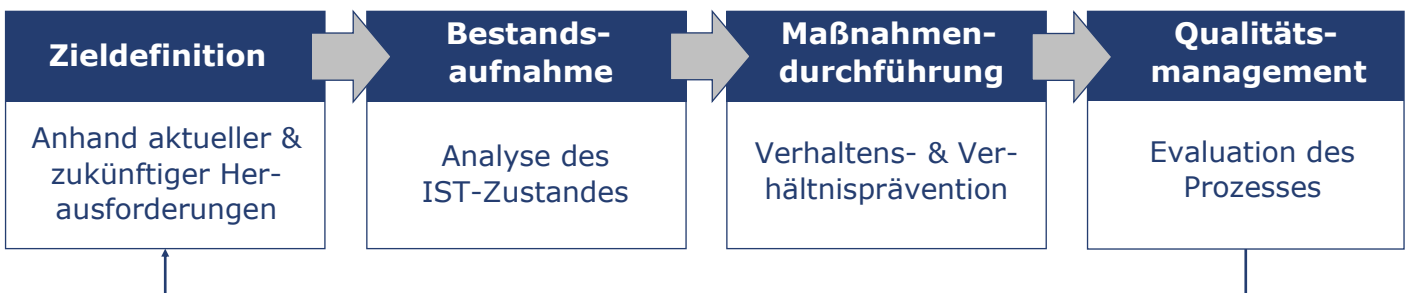 Zieldefinition
Anhand aktueller &
zukünftiger Her-
ausforderungen
Bestands-
aufnahme
Analyse des
IST-Zustandes
Maßnahmen-
durchführung
Verhaltens- & Ver-
hältnisprävention
Qualitäts-
management
Evaluation des
Prozesses